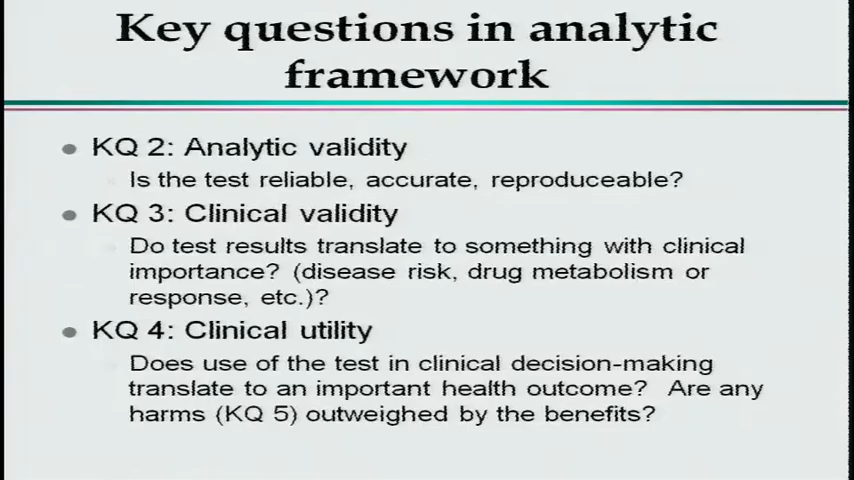 Key questions in analytic
framework
KQ 2: Analytic validity
Is the test reliable, accurate, reproduceable?
KQ 3: Clinical validity
Do test results translate to something with clinical
importance? (disease risk, drug metabolism or
response, etc.)?
KQ 4: Clinical utility
Does use of the test in clinical decision-making
translate to an important health outcome? Are any
harms (KQ 5) outweighed by the benefits?